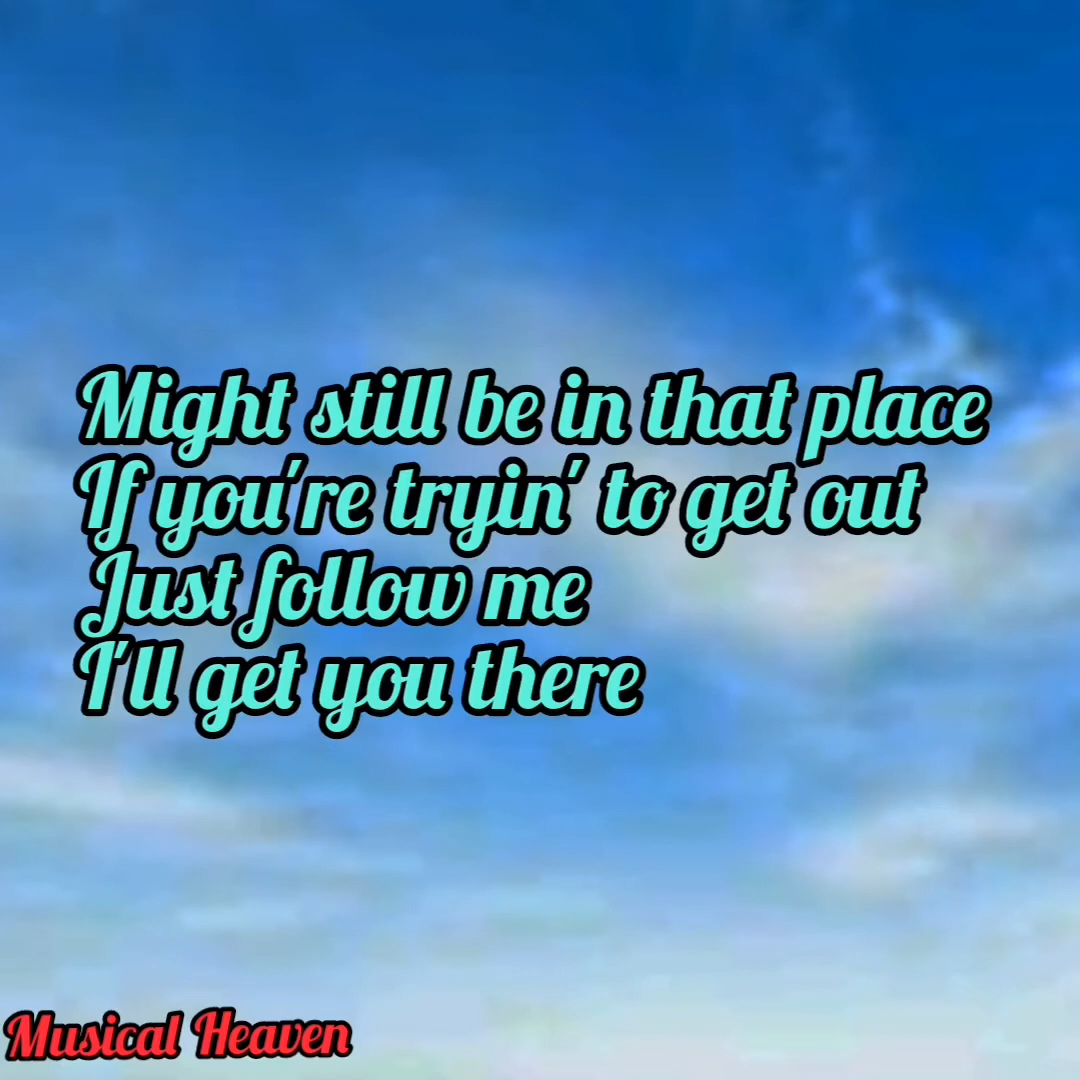 Might still be in that place
If you're tryin' to get out
Just follow me
I'll get you there
Musical Heaven